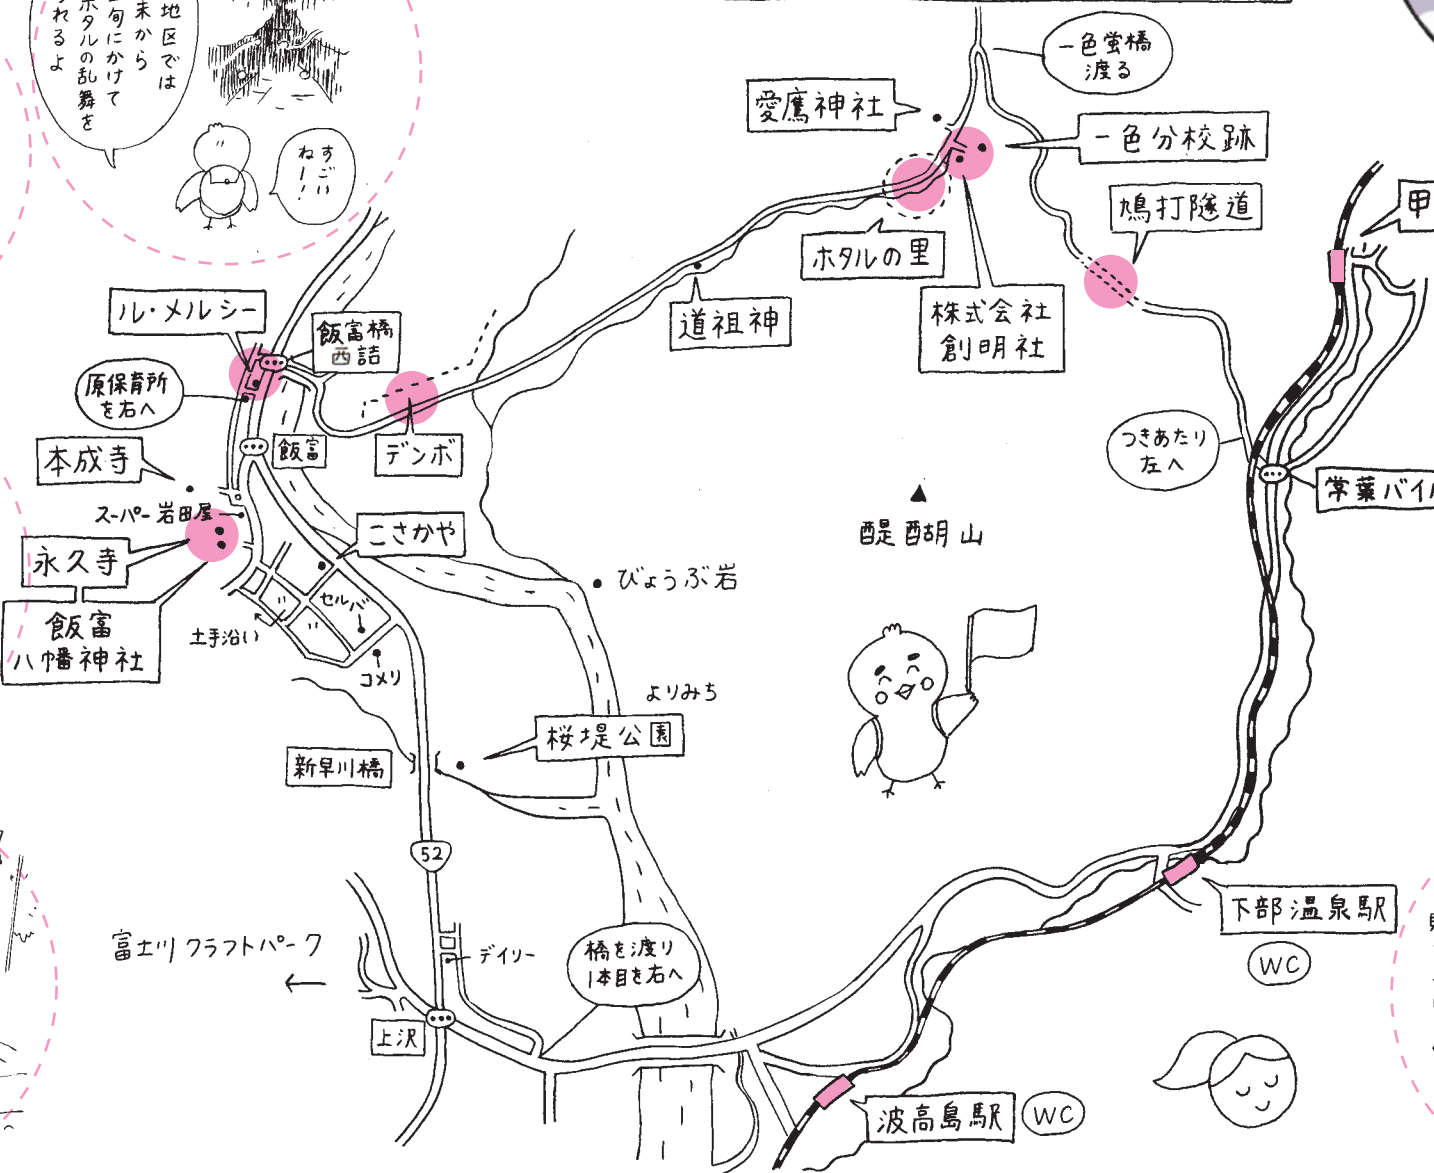 地区では
末から
旬にかけて
ホタルの乱舞を
れるよ
すごい
ねー!
一色蛍橋
渡る
愛鷹神社
一色分校跡
鳩打隧道
甲
ホタルの里
道祖神
株式会社
創明社
ル・メルシー
飯富橋
西詰
原保育所
を右へ
飯富
デンボ
本成寺
スーパー岩田屋
永久寺
飯富
八幡神社
こさかや
セルバ
土手沿い
コメリ
つきあたり
左へ
常葉バイ
醍醐山
びょうぶ岩
よりみち
桜堤公園
新早川橋
52
富士川クラフトパーク
←
デイリー
橋を渡り
1本目を右へ
上沢
下部温泉駅
WC
波高島駅
WC